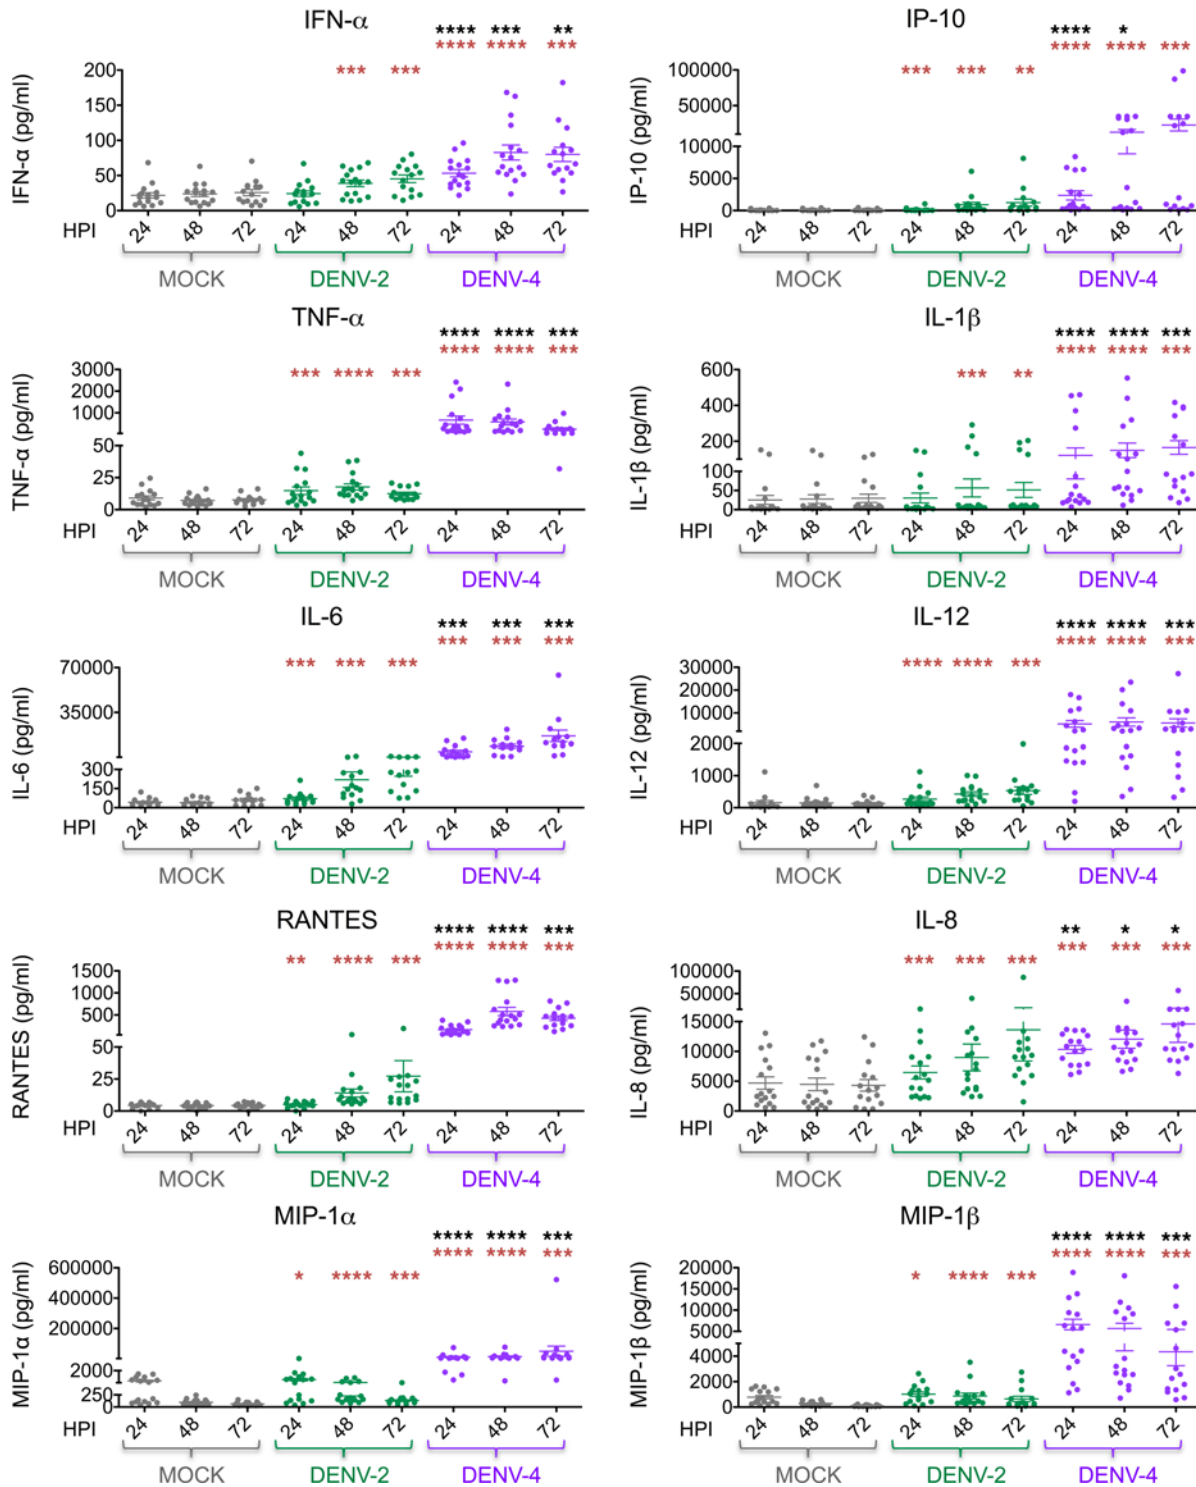 IFN-α
**** *** **
**** **** ***
*** ***
IFN-α (pg/ml)
200
150
100
50
0
HPI 24 48 72 24 48 72 24 48 72
MOCK DENV-2 DENV-4
IP-10
**** *
**** **** ***
*** *** **
IP-10 (pg/ml)
100000
50000
10000
5000
0
HPI 24 48 72 24 48 72 24 48 72
MOCK DENV-2 DENV-4
TNF-α
**** **** ***
**** **** ***
*** **** ***
TNF-α (pg/ml)
3000
2000
1000
50
25
0
HPI 24 48 72 24 48 72 24 48 72
MOCK DENV-2 DENV-4
IL-1β
**** **** ***
**** **** ***
*** **
IL-1β (pg/ml)
600
400
200
100
50
0
HPI 24 48 72 24 48 72 24 48 72
MOCK DENV-2 DENV-4
IL-6
*** *** ***
*** *** ***
*** *** ***
IL-6 (pg/ml)
70000
35000
300
150
0
HPI 24 48 72 24 48 72 24 48 72
MOCK DENV-2 DENV-4
IL-12
**** **** ***
**** **** ***
**** **** ***
IL-12 (pg/ml)
30000
20000
10000
2000
1000
0
HPI 24 48 72 24 48 72 24 48 72
MOCK DENV-2 DENV-4
RANTES
**** **** ***
**** **** ***
** **** ***
RANTES (pg/ml)
1500
1000
500
50
25
0
HPI 24 48 72 24 48 72 24 48 72
MOCK DENV-2 DENV-4
IL-8
** * *
*** *** ***
*** *** ***
IL-8 (pg/ml)
100000
50000
15000
10000
5000
0
HPI 24 48 72 24 48 72 24 48 72
MOCK DENV-2 DENV-4
MIP-1α
**** **** ***
**** **** ***
* **** ***
MIP-1α (pg/ml)
600000
400000
200000
2000
250
0
HPI 24 48 72 24 48 72 24 48 72
MOCK DENV-2 DENV-4
MIP-1β
**** **** ***
**** **** ***
* **** ***
MIP-1β (pg/ml)
20000
15000
10000
5000
4000
2000
0
HPI 24 48 72 24 48 72 24 48 72
MOCK DENV-2 DENV-4